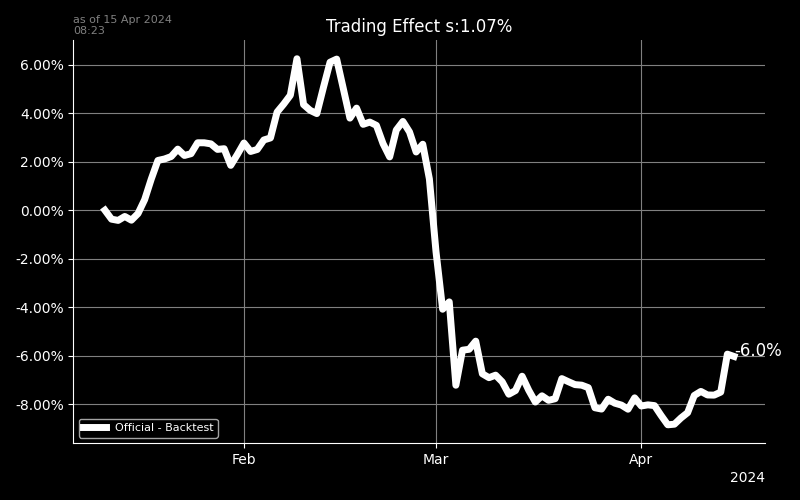 as of 15 Apr 2024
08:23
Trading Effect s:1.07%
6.00%
4.00%
2.00%
0.00%
-2.00%
-4.00%
-6.00%
-8.00%
-6.0%
Official - Backtest
Feb
Mar
Apr
2024